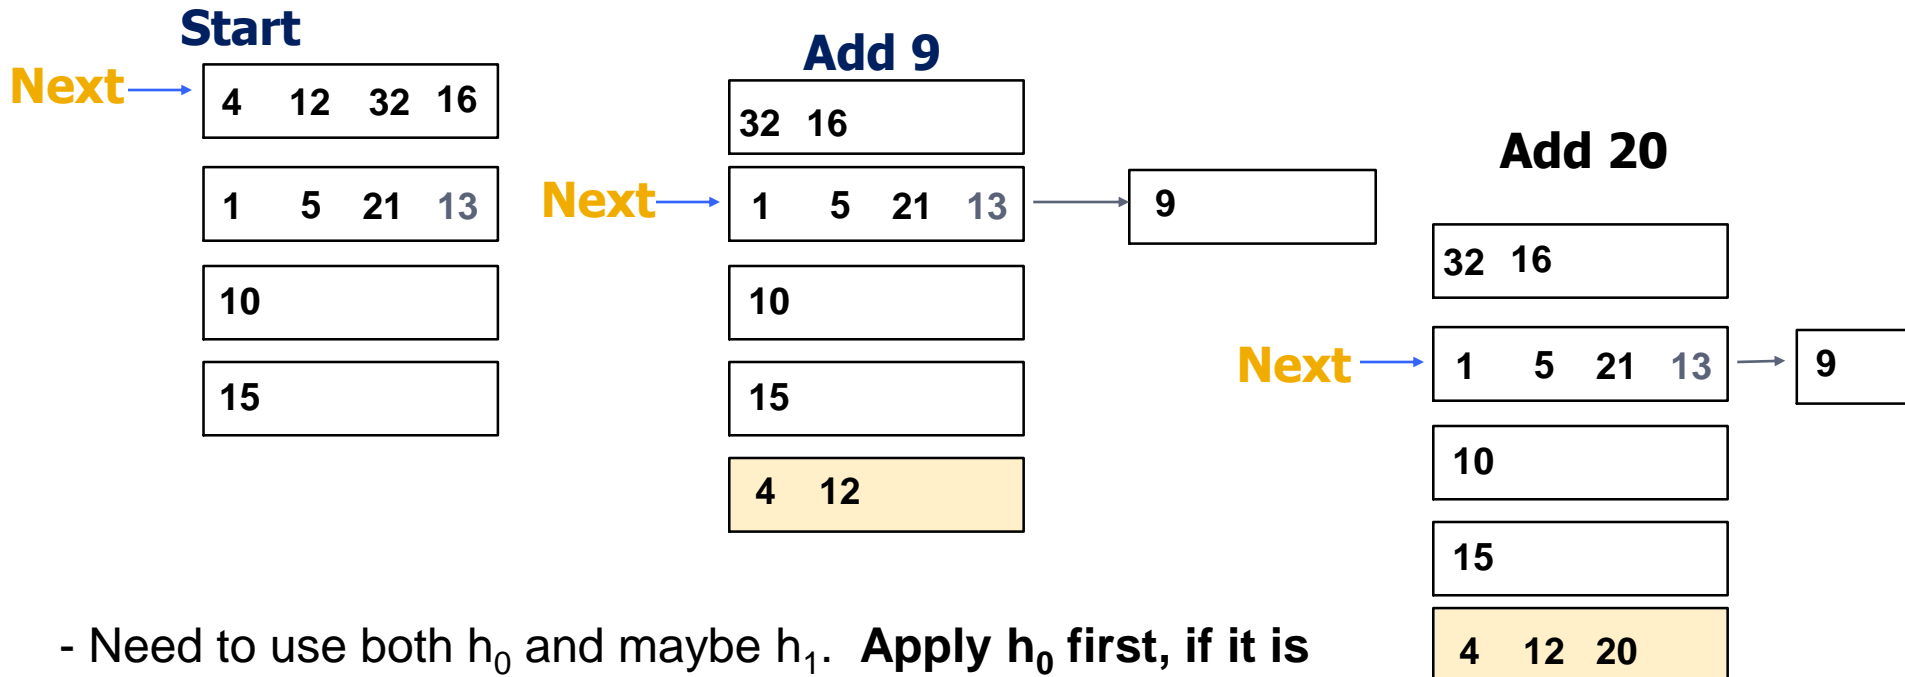 Start
Next
4 12 32 16
1 5 21 13
10
15
Add 9
32 16
Next
1 5 21 13
9
10
15
4 12
Add 20
32 16
Next
1 5 21 13
9
10
15
4 12 20
- Need to use both h0 and maybe h1. Apply h0 first, if it is